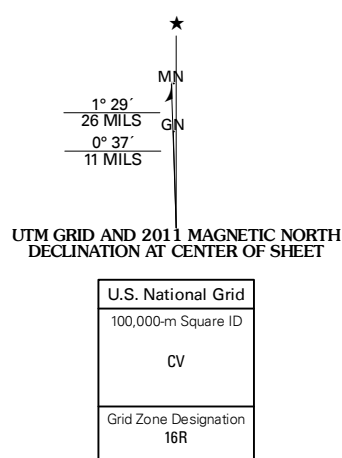 MN
1° 29´
26 MILS
GN
0° 37´
11 MILS
UTM GRID AND 2011 MAGNETIC NORTH
DECLINATION AT CENTER OF SHEET
U.S. National Grid
100,000-m Square ID
CV
Grid Zone Designation
16R